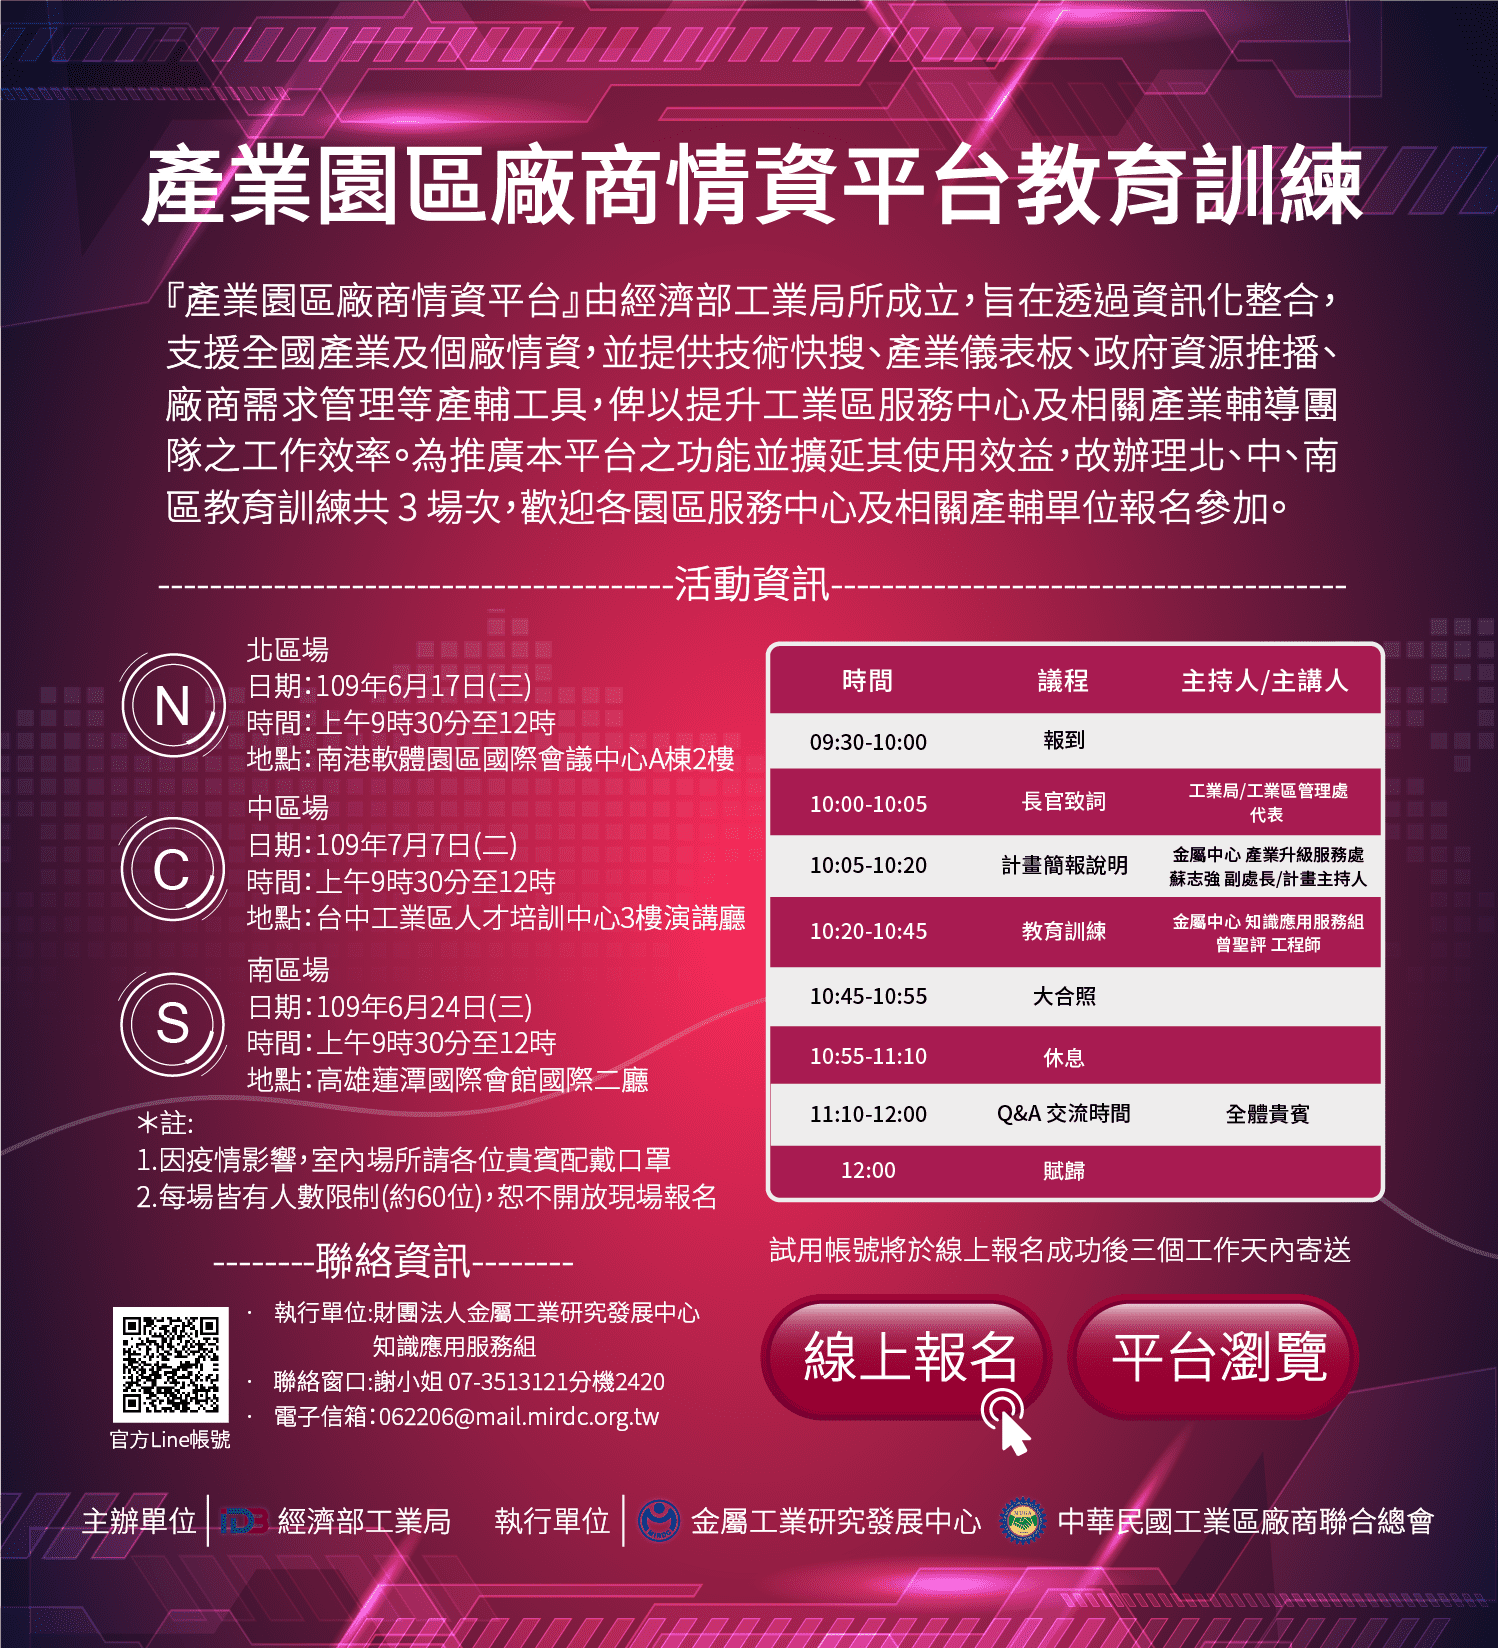 產業園區廠商情資平台教育訓練
『產業園區廠商情資平台』由經濟部工業局所成立，旨在透過資訊化整合，
支援全國產業及個廠情資，並提供技術快搜、產業儀表板、政府資源推播、
廠商需求管理等產輔工具，俾以提升工業區服務中心及相關產業輔導團
隊之工作效率。為推廣本平台之功能並擴延其使用效益，故辦理北、中、南
區教育訓練共 3 場次，歡迎各園區服務中心及相關產輔單位報名參加。
----------------------------------------活動資訊----------------------------------------
N
北區場
日期：109年6月17日(三)
時間：上午9時30分至12時
地點：南港軟體園區國際會議中心A棟2樓
C
中區場
日期：109年7月7日(二)
時間：上午9時30分至12時
地點：台中工業區人才培訓中心3樓演講廳
S
南區場
日期：109年6月24日(三)
時間：上午9時30分至12時
地點：高雄蓮潭國際會館國際二廳
＊註:
1.因疫情影響，室內場所請各位貴賓配戴口罩
2.每場皆有人數限制(約60位)，恕不開放現場報名
時間 議程 主持人/主講人
09:30-10:00 報到
10:00-10:05 長官致詞 工業局/工業區管理處
代表
10:05-10:20 計畫簡報說明 金屬中心 產業升級服務處
蘇志強 副處長/計畫主持人
10:20-10:45 教育訓練 金屬中心 知識應用服務組
曾聖評 工程師
10:45-10:55 大合照
10:55-11:10 休息
11:10-12:00 Q&A 交流時間 全體貴賓
12:00 賦歸
試用帳號將於線上報名成功後三個工作天內寄送
線上報名 平台瀏覽
--------聯絡資訊--------
· 執行單位:財團法人金屬工業研究發展中心
知識應用服務組
· 聯絡窗口:謝小姐 07-3513121分機2420
· 電子信箱：062206@mail.mirdc.org.tw
官方Line帳號
主辦單位 IDB 經濟部工業局 執行單位 MIRDC 金屬工業研究發展中心 中華民國工業區廠商聯合總會